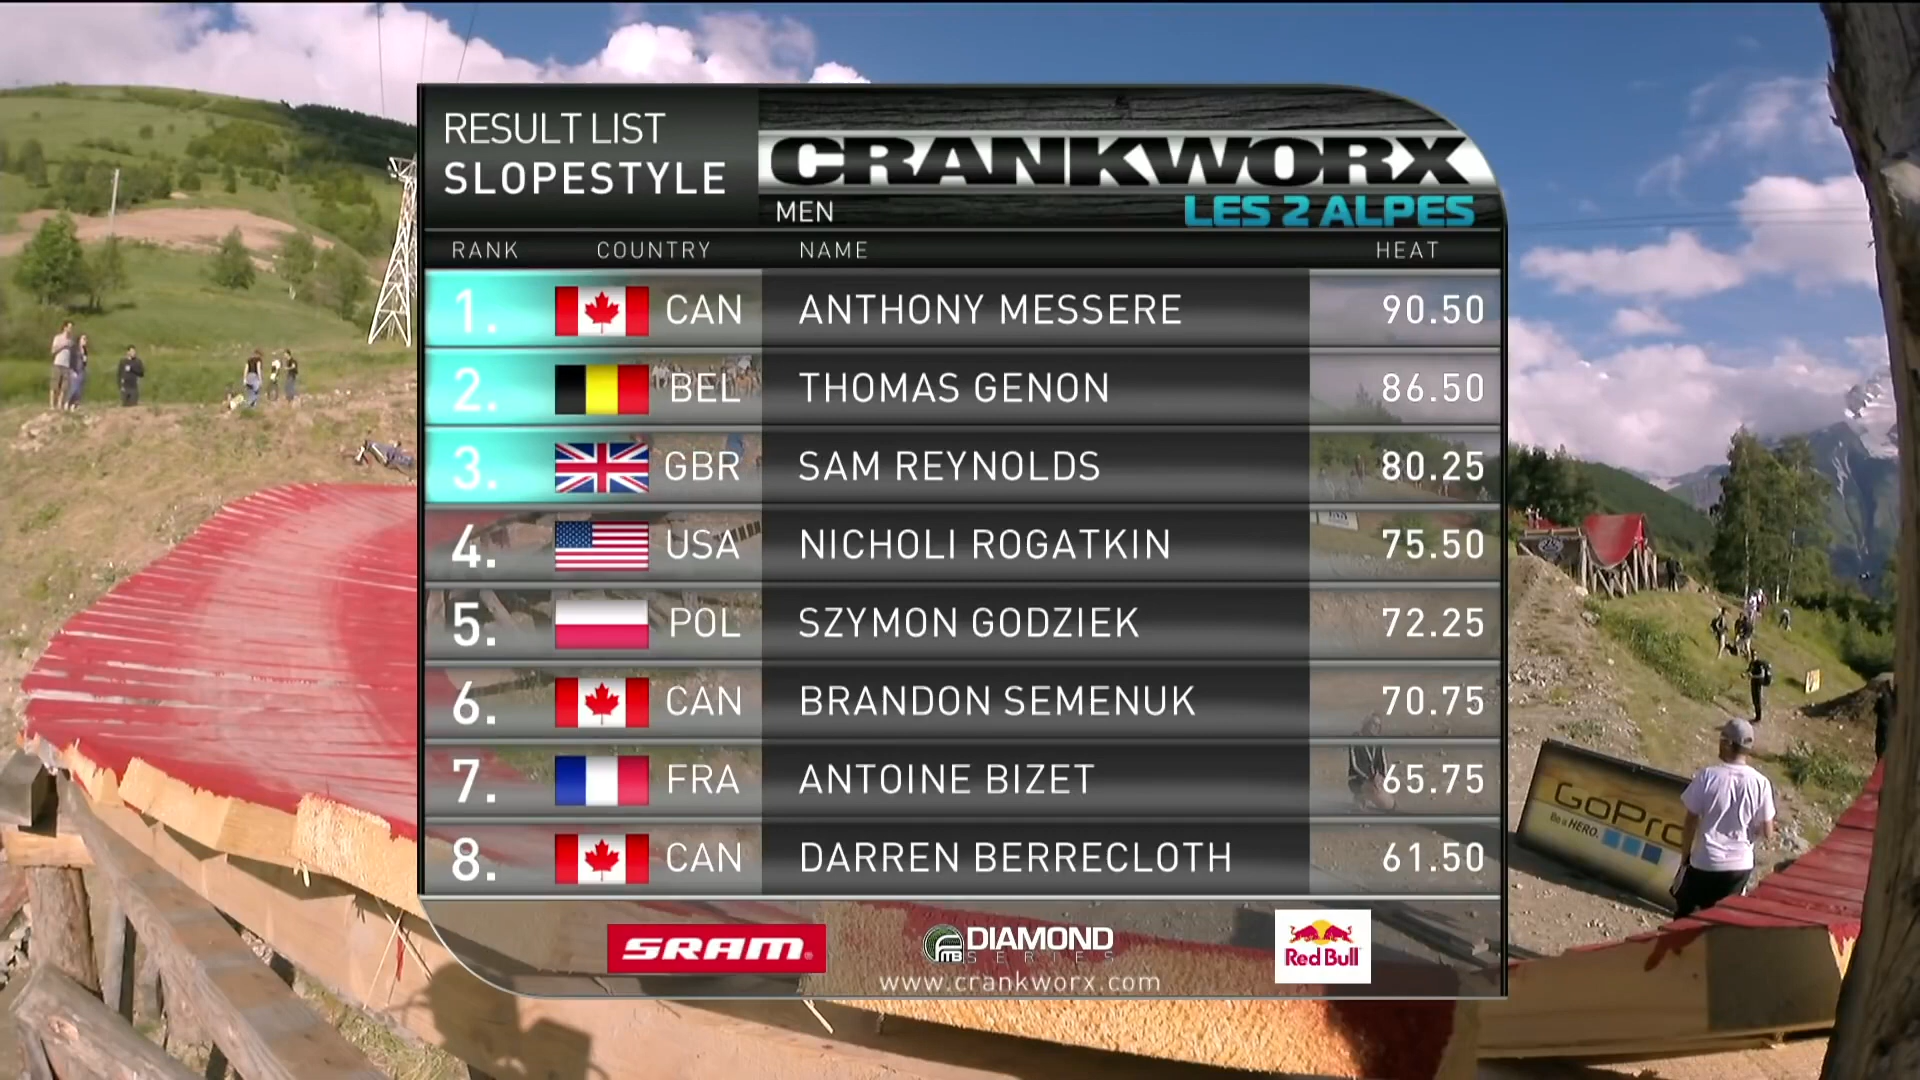 RESULT LIST
SLOPESTYLE
CRANKWORX
MEN
LES 2 ALPES
RANK COUNTRY NAME HEAT
1. CAN ANTHONY MESSERE 90.50
2. BEL THOMAS GENON 86.50
3. GBR SAM REYNOLDS 80.25
4. USA NICHOLI ROGATKIN 75.50
5. POL SZYMON GODZIEK 72.25
6. CAN BRANDON SEMENUK 70.75
7. FRA ANTOINE BIZET 65.75
8. CAN DARREN BERRECLOTH 61.50
GoPro
Be a HERO.
SRAM
DIAMOND
SERIES
Red Bull
www.crankworx.com